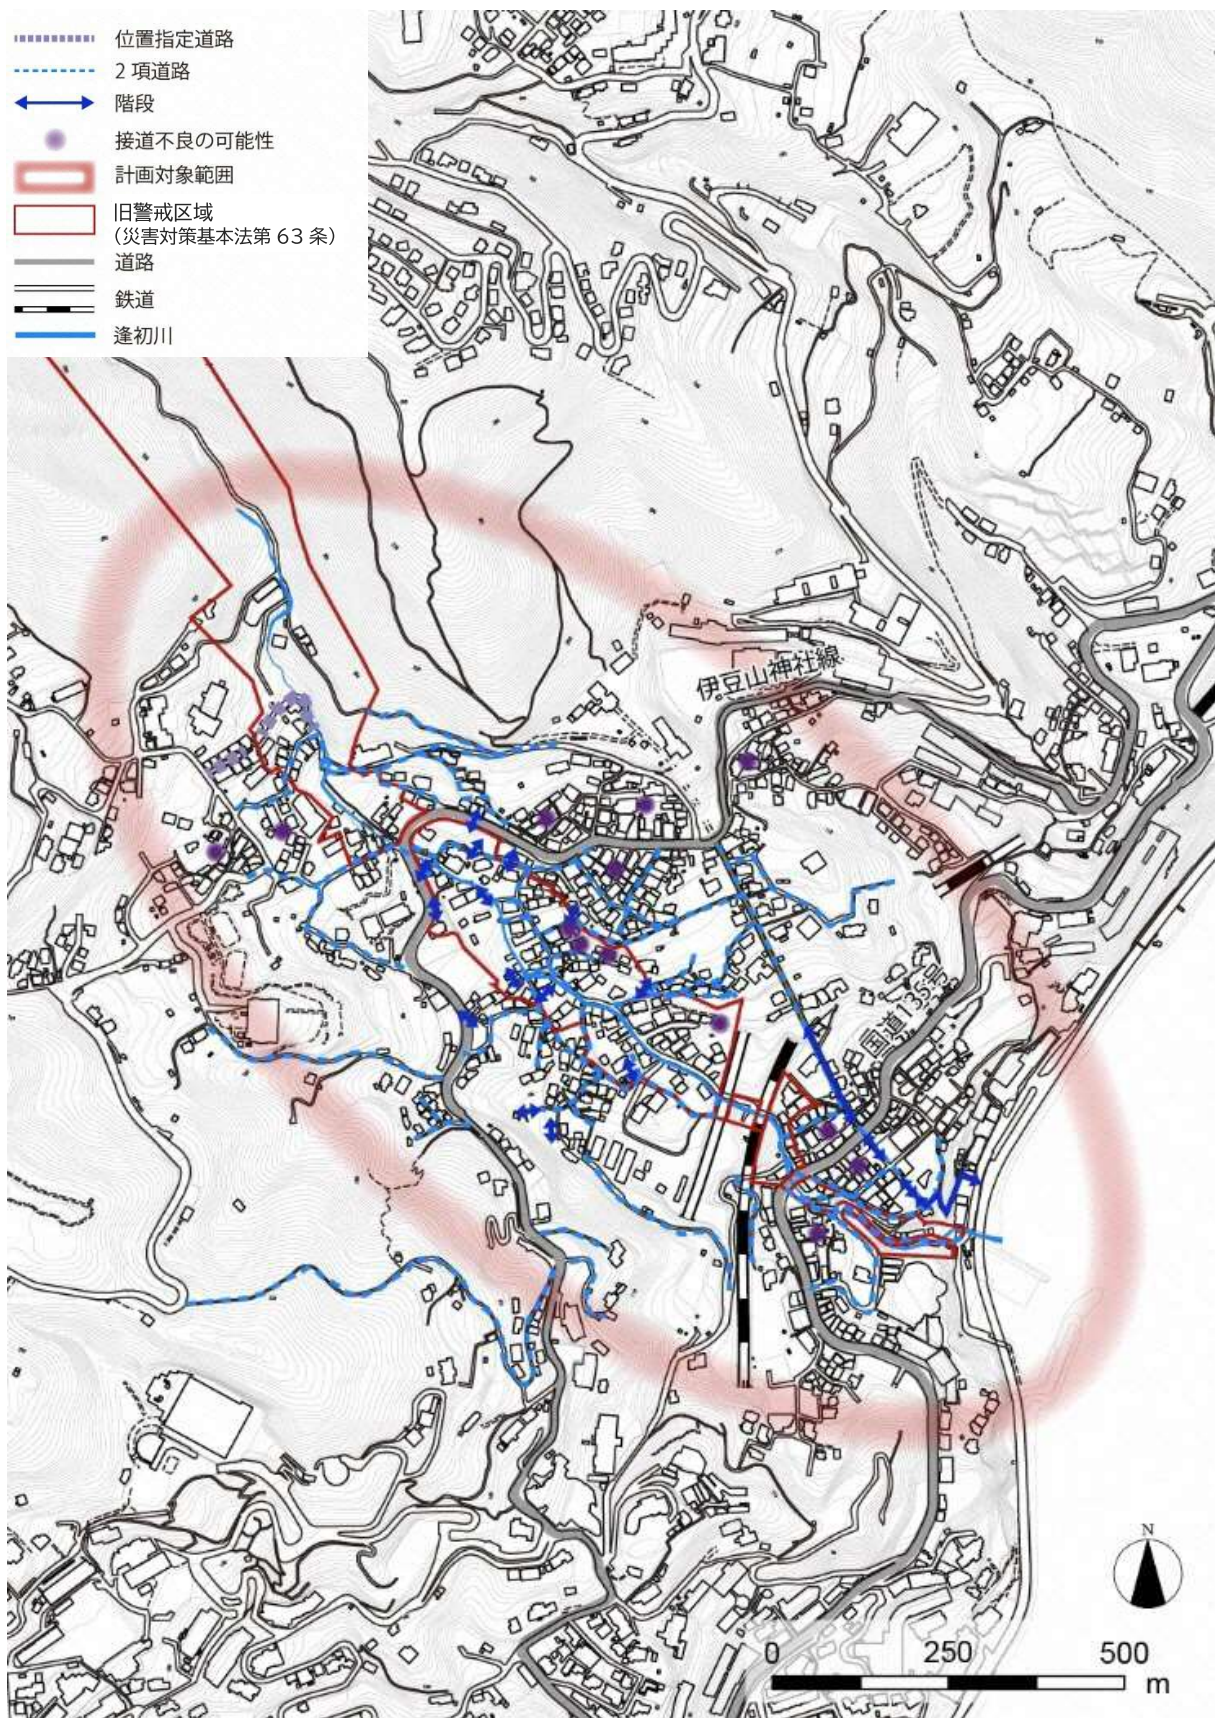 位置指定道路
2項道路
階段
接道不良の可能性
計画対象範囲
旧警戒区域
(災害対策基本法第63条)
道路
鉄道
逢初川
伊豆山神社線
国道135号
N
0 250 500
m